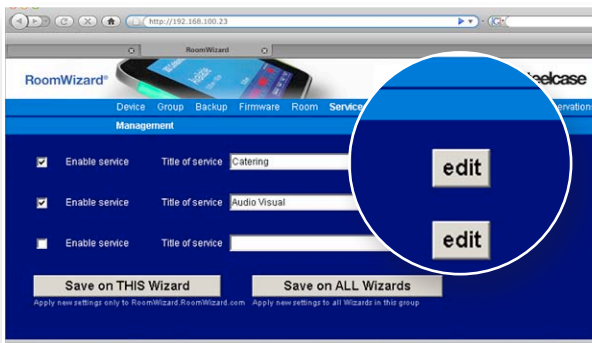 http://192.168.100.23
RoomWizard
RoomWizard®
Device Group Backup Firmware Room Service
Management
Enable service Title of service Catering edit
Enable service Title of service Audio Visual edit
Enable service Title of service
Save on THIS Wizard Save on ALL Wizards
Apply new settings only to RoomWizard.RoomWizard.com Apply new settings to all Wizards in this group